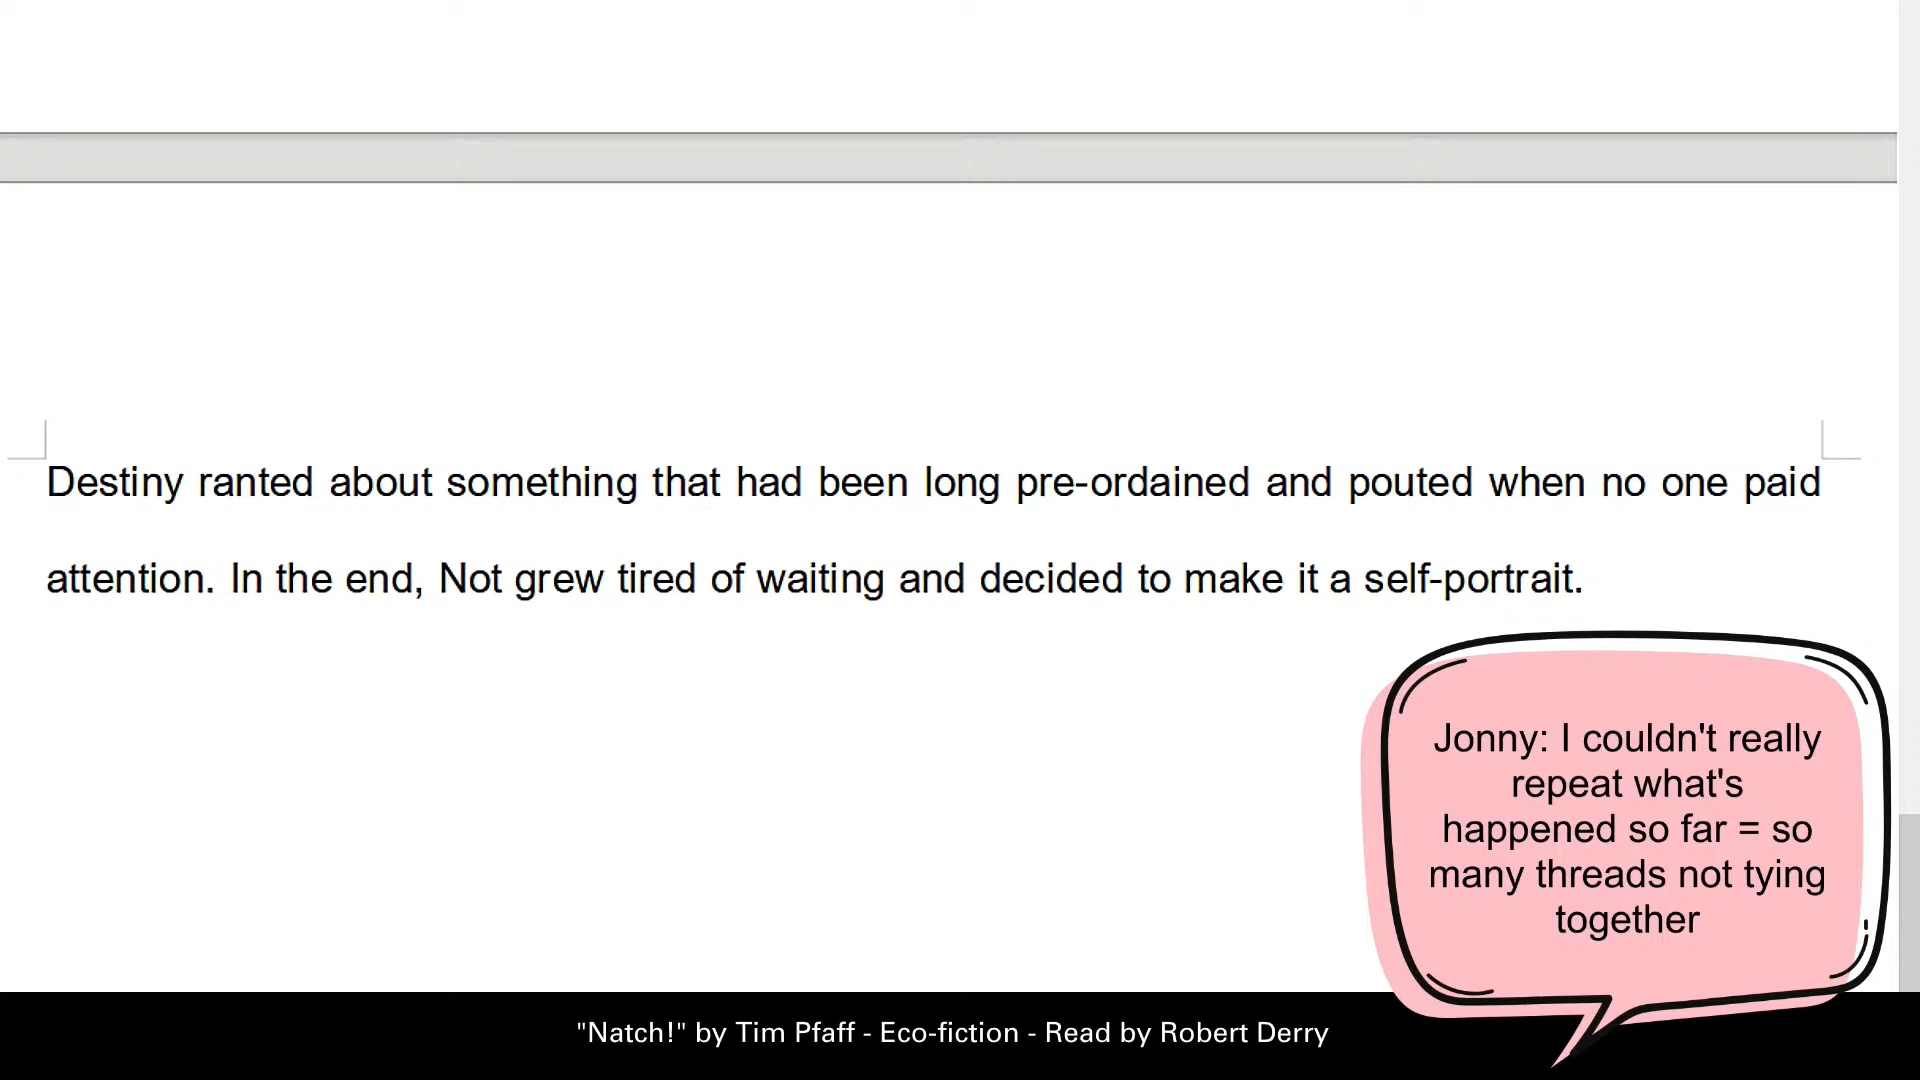 Destiny ranted about something that had been long pre-ordained and pouted when no one paid
attention. In the end, Not grew tired of waiting and decided to make it a self-portrait.
Jonny: I couldn't really
repeat what's
happened so far = so
many threads not tying
together
"Natch!" by Tim Pfaff - Eco-fiction - Read by Robert Derry